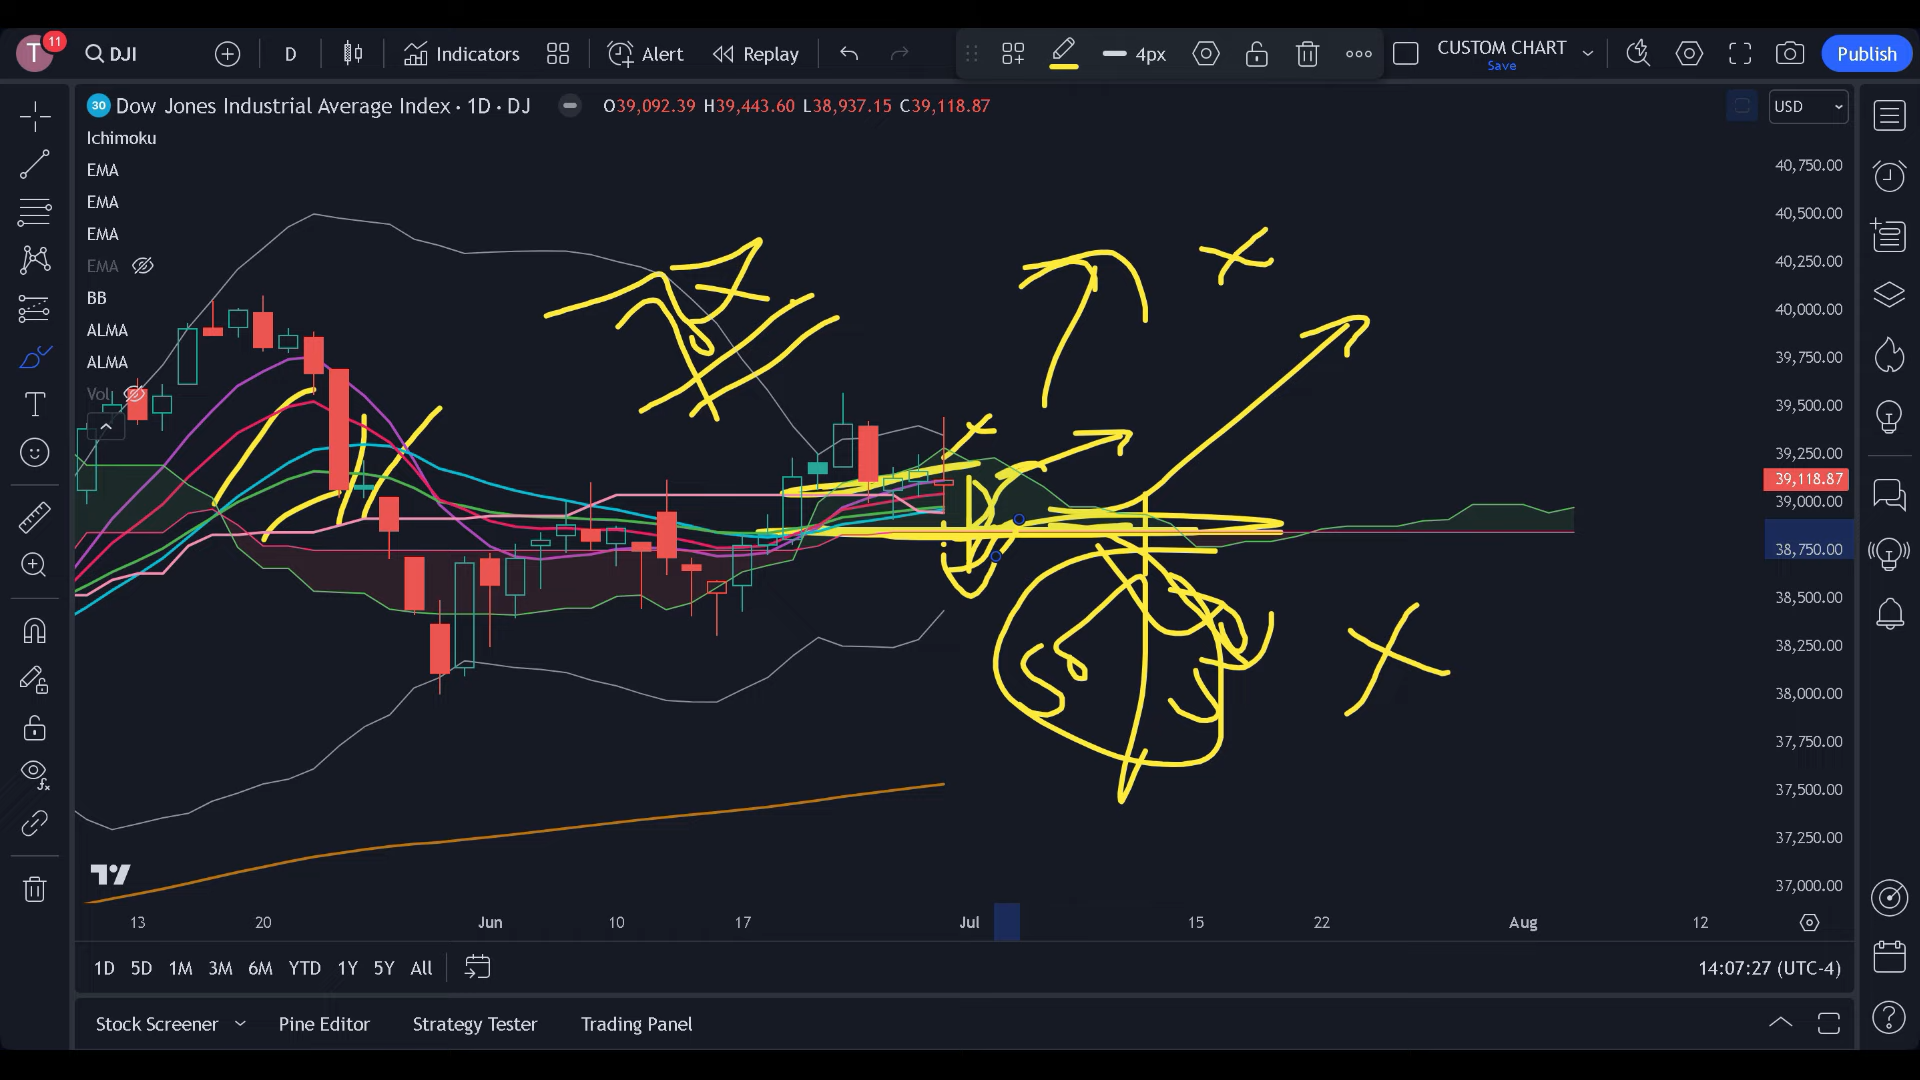 T 11 DJI D Indicators Alert Replay 4px CUSTOM CHART Save Publish
30 Dow Jones Industrial Average Index · 1D · DJ O39,092.39 H39,443.60 L38,937.15 C39,118.87 USD
Ichimoku
EMA
EMA
EMA
EMA
BB
ALMA
ALMA
Vol
40,750.00
40,500.00
40,250.00
40,000.00
39,750.00
39,500.00
39,250.00
39,118.87
39,000.00
38,750.00
38,500.00
38,250.00
38,000.00
37,750.00
37,500.00
37,250.00
37,000.00
13 20 Jun 10 17 Jul 15 22 Aug 12
1D 5D 1M 3M 6M YTD 1Y 5Y All 14:07:27 (UTC-4)
Stock Screener Pine Editor Strategy Tester Trading Panel